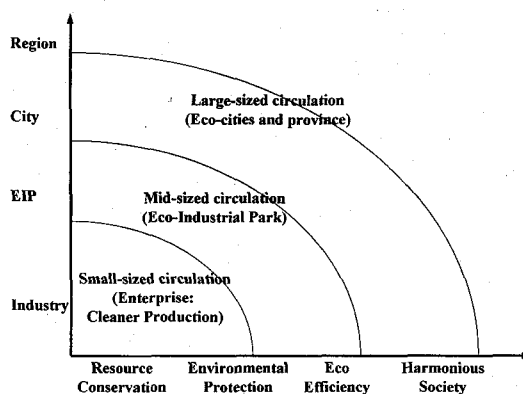 Region
Large-sized circulation
(Eco-cities and province)
City
EIP
Mid-sized circulation
(Eco-Industrial Park)
Small-sized circulation
(Enterprise:
Cleaner Production)
Industry
Resource
Conservation
Environmental
Protection
Eco
Efficiency
Harmonious
Society